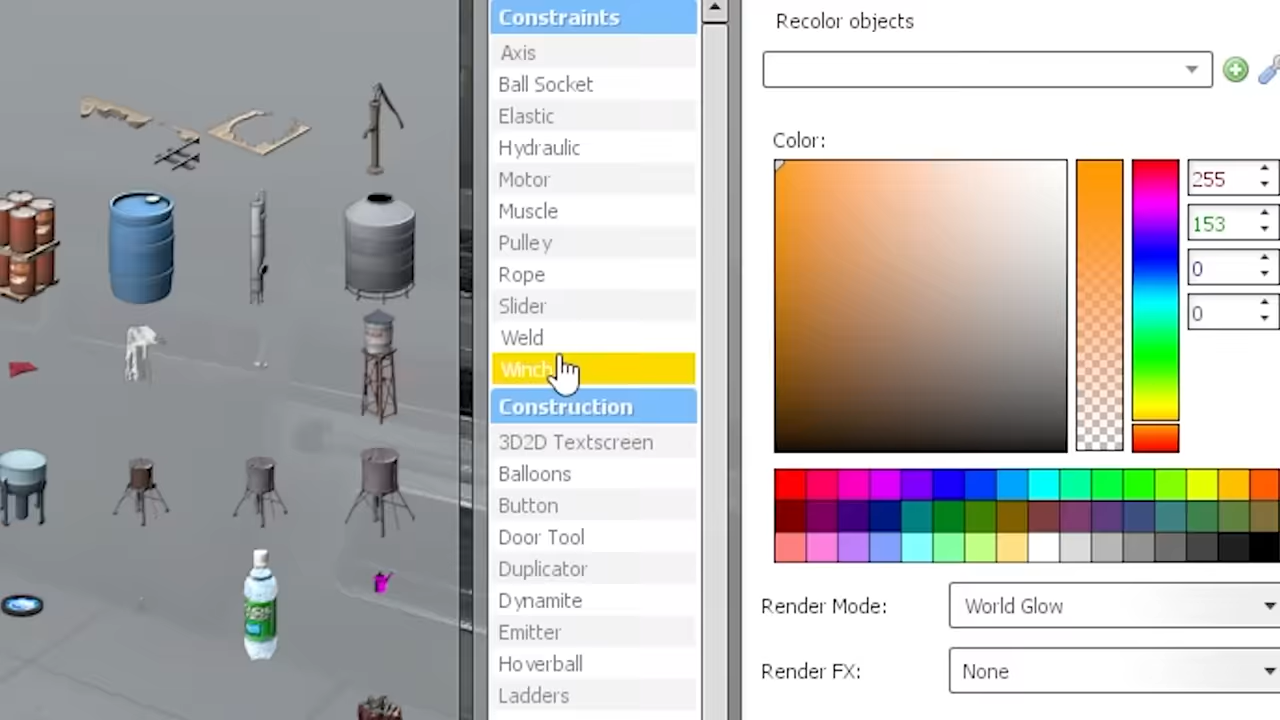 Constraints
Axis
Ball Socket
Elastic
Hydraulic
Motor
Muscle
Pulley
Rope
Slider
Weld
Winch
Construction
3D2D Textscreen
Balloons
Button
Door Tool
Duplicator
Dynamite
Emitter
Hoverball
Ladders
Recolor objects
Color:
255
153
0
0
Render Mode: World Glow
Render FX: None